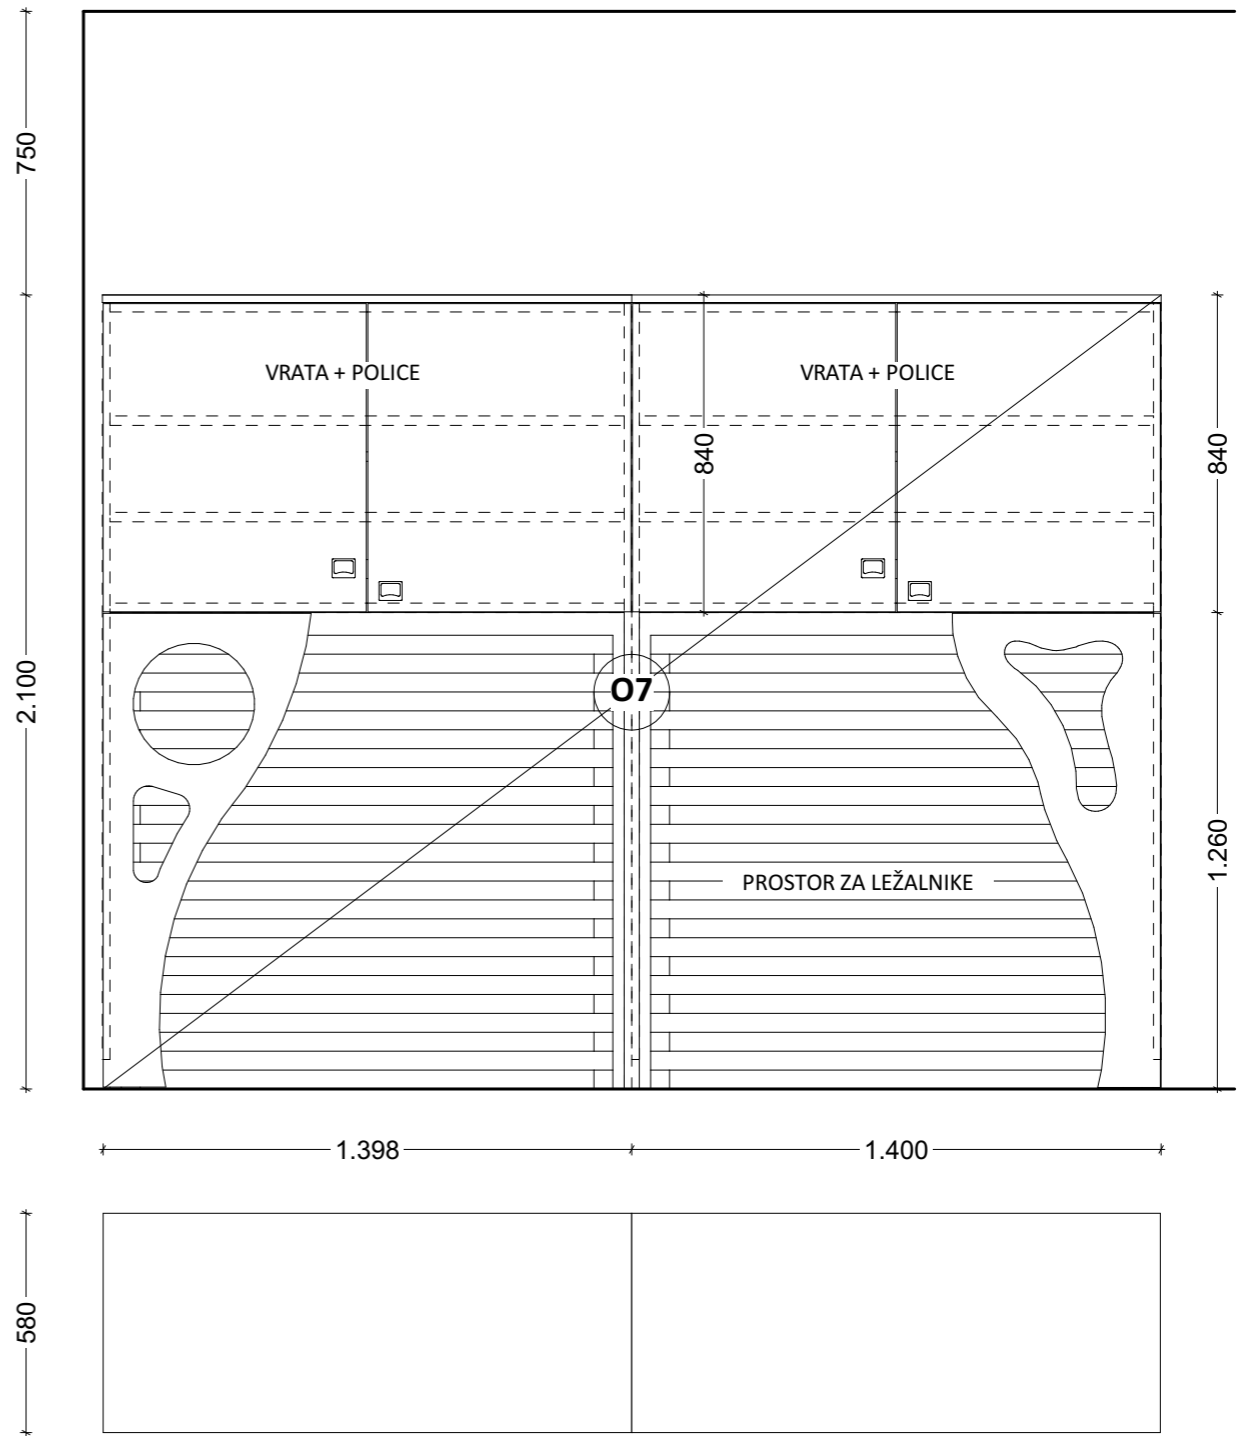 750
VRATA + POLICE
VRATA + POLICE
840
840
O7
2.100
1.260
PROSTOR ZA LEŽALNIKE
1.398
1.400
580